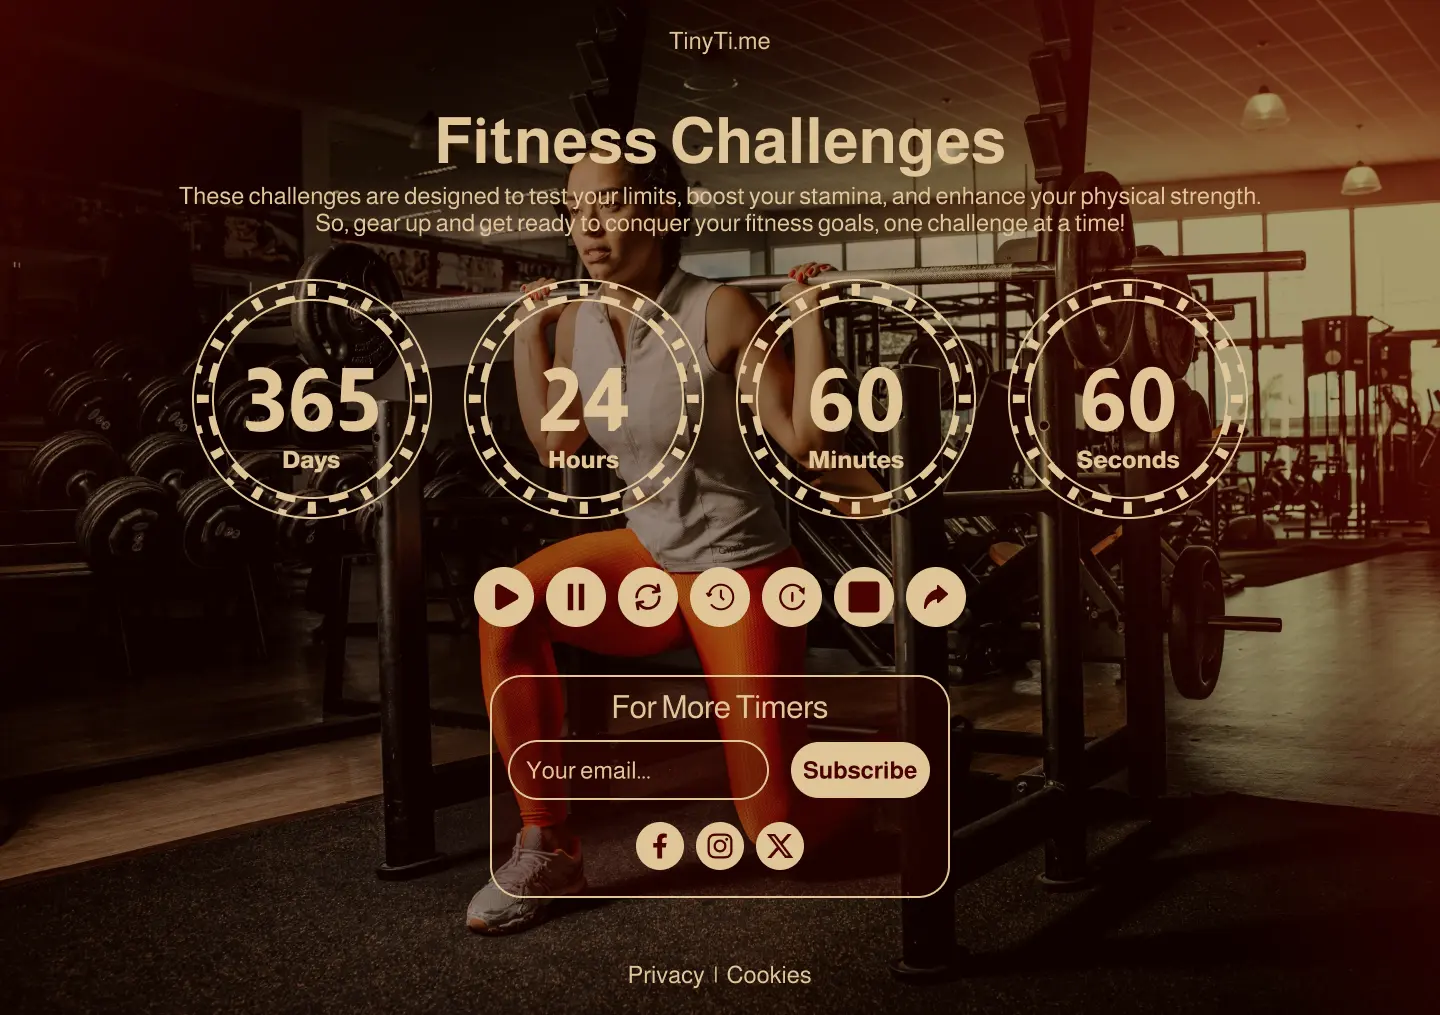 TinyTi.me
Fitness Challenges
These challenges are designed to test your limits, boost your stamina, and enhance your physical strength.
So, gear up and get ready to conquer your fitness goals, one challenge at a time!
365 24 60 60
Days Hours Minutes Seconds
For More Timers
Your email... Subscribe
Privacy | Cookies